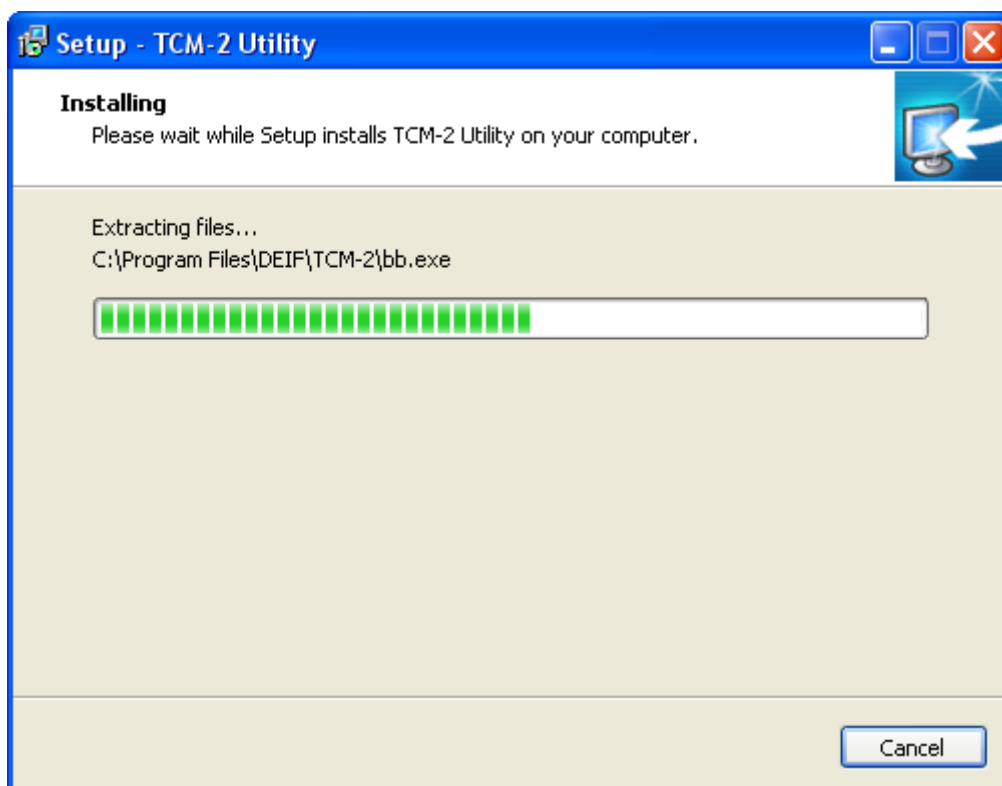 Setup - TCM-2 Utility
Installing
Please wait while Setup installs TCM-2 Utility on your computer.
Extracting files...
C:\Program Files\DEIF\TCM-2\bb.exe
Cancel